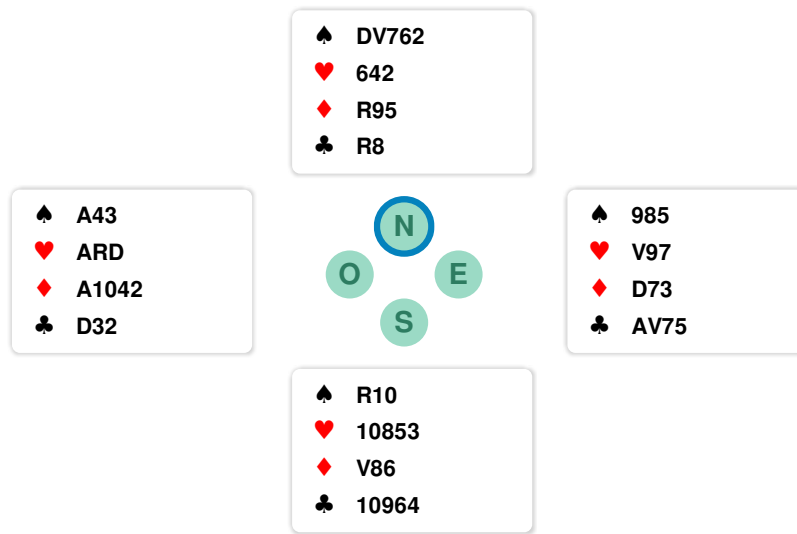 ♠ DV762
♥ 642
♦ R95
♣ R8
♠ A43
♥ ARD
♦ A1042
♣ D32
N
O E
S
♠ 985
♥ V97
♦ D73
♣ AV75
♠ R10
♥ 10853
♦ V86
♣ 10964